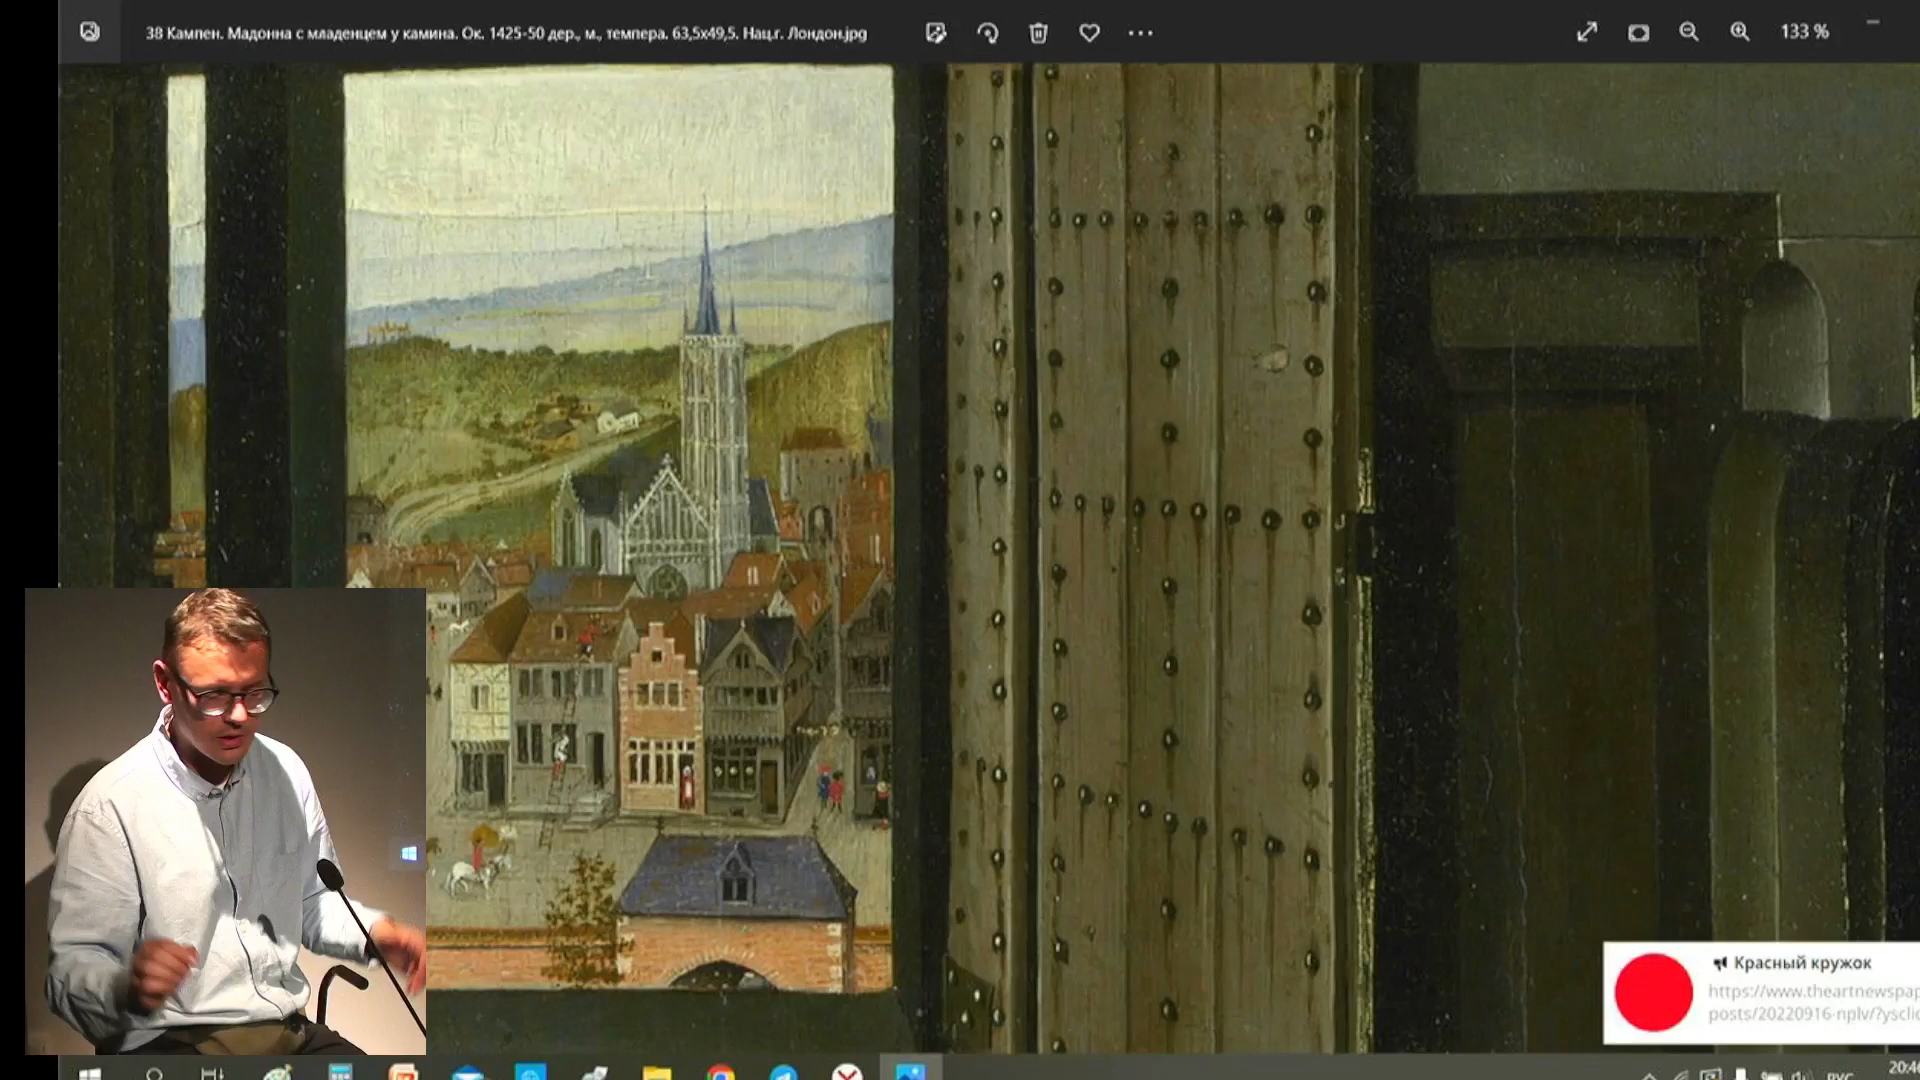 38 Кампен. Мадонна с младенцем у камина. Ок. 1425-50 дер., м., темпера. 63,5х49,5. Нац.г. Лондон.jpg
133 %
Красный кружок
https://www.theartnewspap
posts/20220916-nplv/?ysclic
РУС